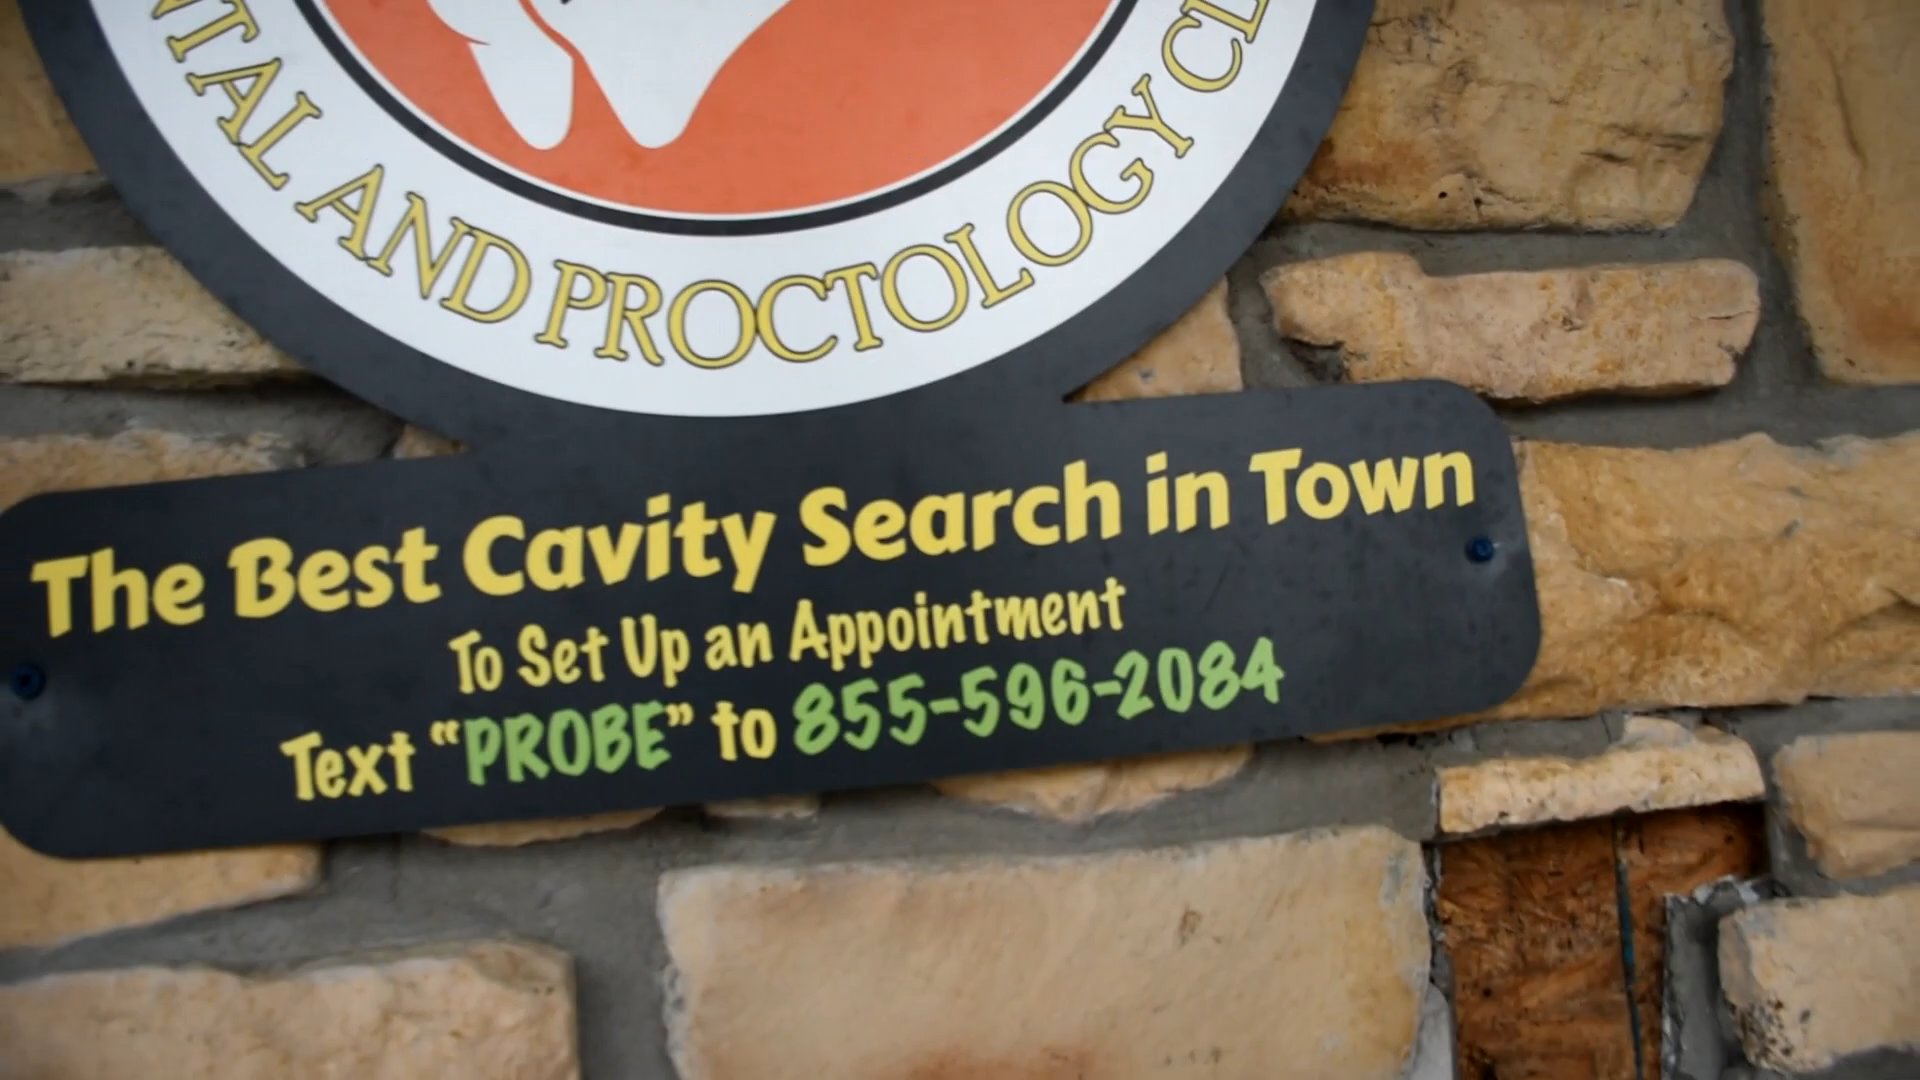 NTAL AND PROCTOLOGY CL
The Best Cavity Search in Town
To Set Up an Appointment
Text “PROBE” to 855-596-2084